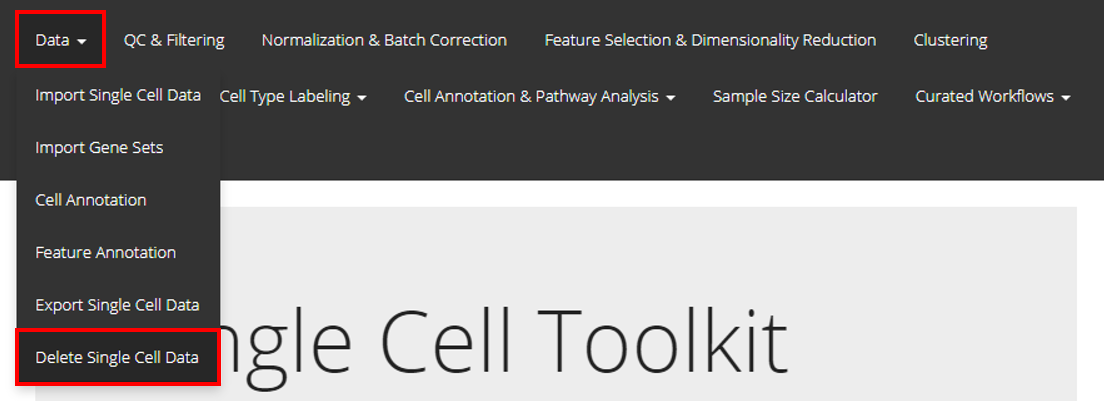 Data QC & Filtering Normalization & Batch Correction Feature Selection & Dimensionality Reduction Clustering
Import Single Cell Data Cell Type Labeling Cell Annotation & Pathway Analysis Sample Size Calculator Curated Workflows
Import Gene Sets
Cell Annotation
Feature Annotation
Export Single Cell Data
Delete Single Cell Data
ngle Cell Toolkit